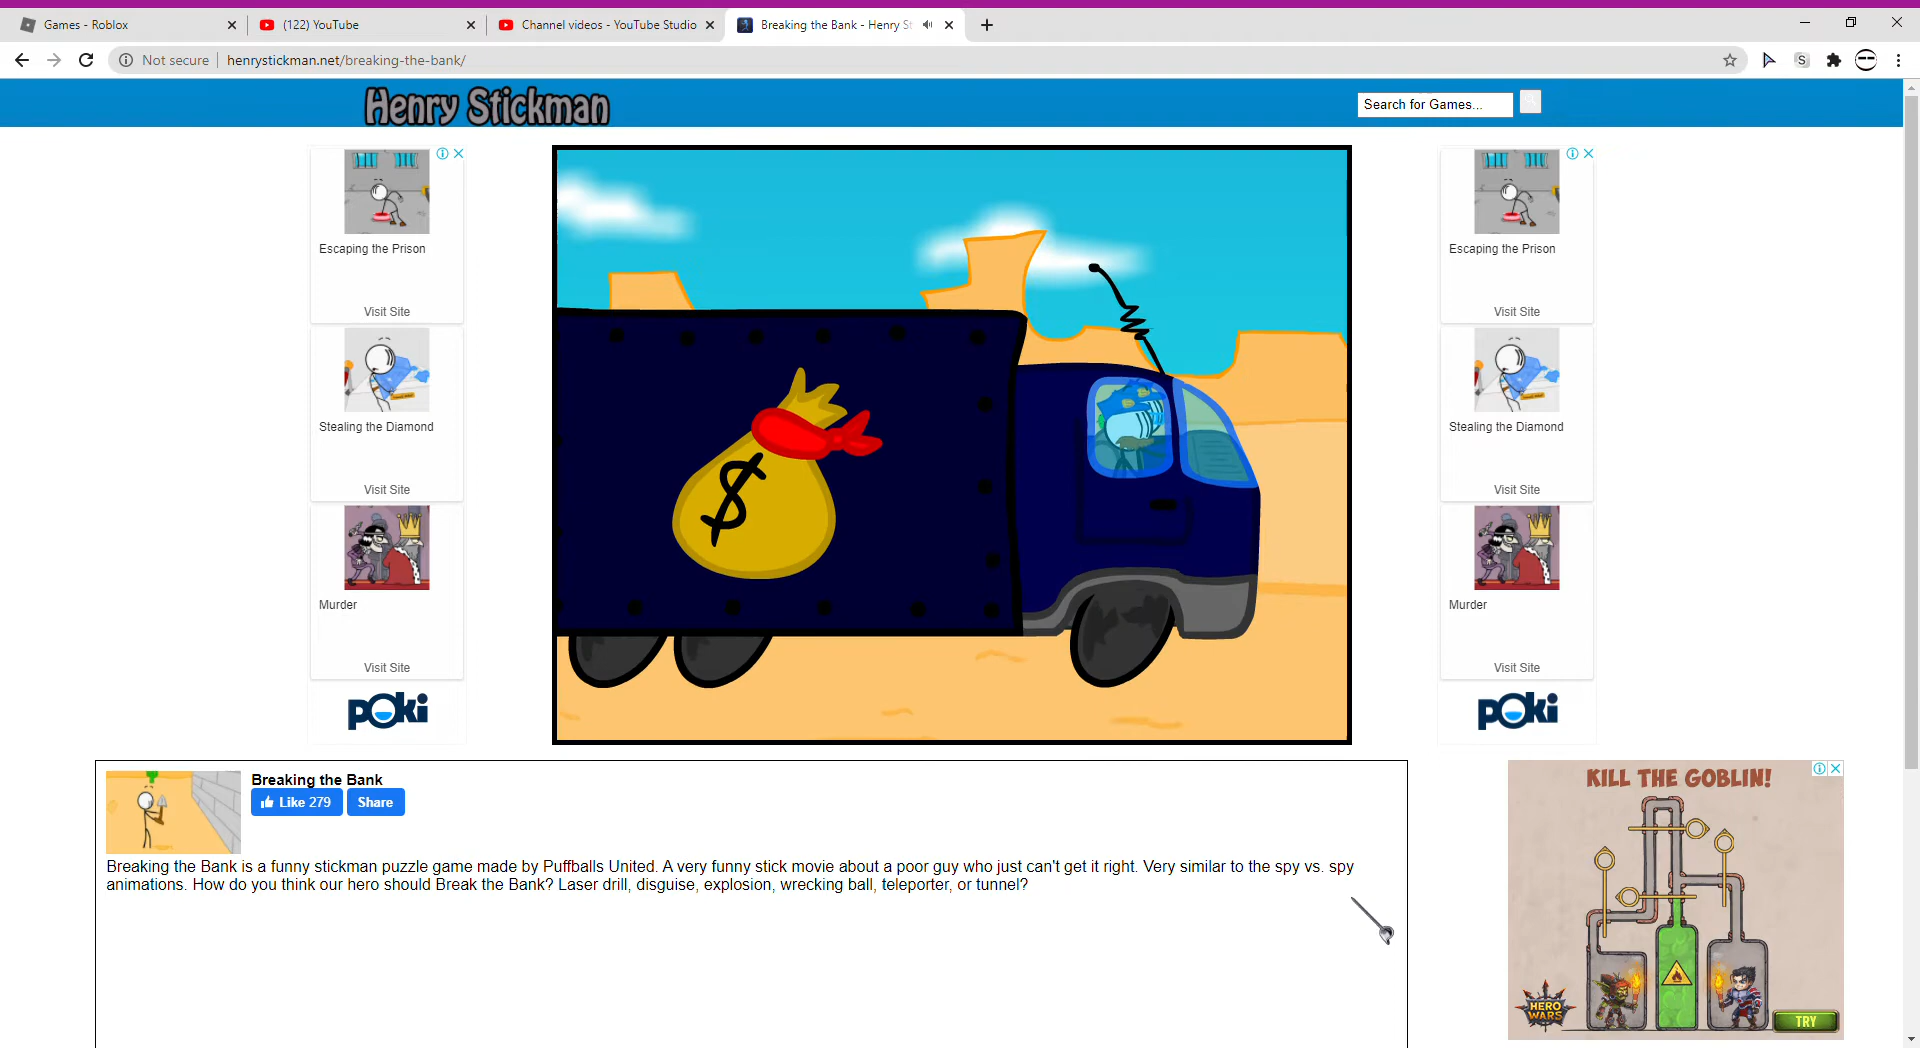 Games - Roblox
(122) YouTube
Channel videos - YouTube Studio
Breaking the Bank - Henry St
Not secure
henrystickman.net/breaking-the-bank/
S
Henry Stickman
Search for Games...
Escaping the Prison
Visit Site
Stealing the Diamond
Visit Site
Murder
Visit Site
POKI
$
Escaping the Prison
Visit Site
Stealing the Diamond
Visit Site
Murder
Visit Site
POKI
Breaking the Bank
Like 279
Share
Breaking the Bank is a funny stickman puzzle game made by Puffballs United. A very funny stick movie about a poor guy who just can't get it right. Very similar to the spy vs. spy
animations. How do you think our hero should Break the Bank? Laser drill, disguise, explosion, wrecking ball, teleporter, or tunnel?
KILL THE GOBLIN!
HERO
WARS
TRY